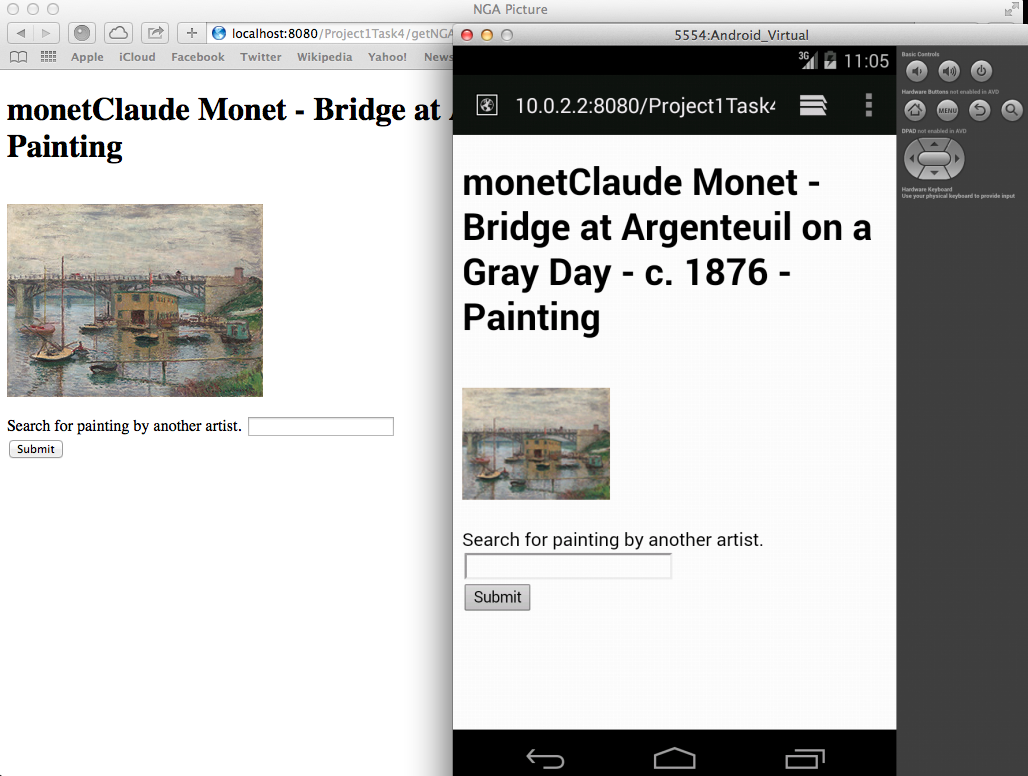 NGA Picture
localhost:8080/Project1Task4/getNGA
Apple iCloud Facebook Twitter Wikipedia Yahoo! News
monetClaude Monet - Bridge at
Painting
Search for painting by another artist.
Submit
5554:Android_Virtual
3G 11:05
10.0.2.2:8080/Project1Task4
monetClaude Monet -
Bridge at Argenteuil on a
Gray Day - c. 1876 -
Painting
Search for painting by another artist.
Submit
Basic Controls
Hardware Buttons not enabled in AVD
MENU
DPAD not enabled in AVD
Hardware Keyboard
Use your physical keyboard to provide input